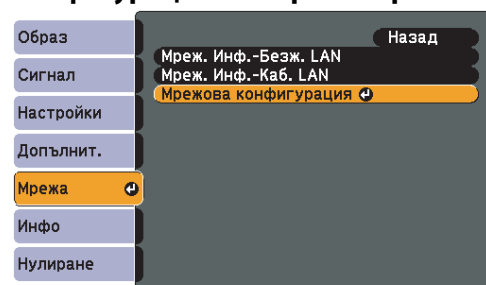 Образ
Сигнал
Настройки
Допълнит.
Мрежа
Инфо
Нулиране
Назад
Мреж. Инф.-Безж. LAN
Мреж. Инф.-Каб. LAN
Мрежова конфигурация